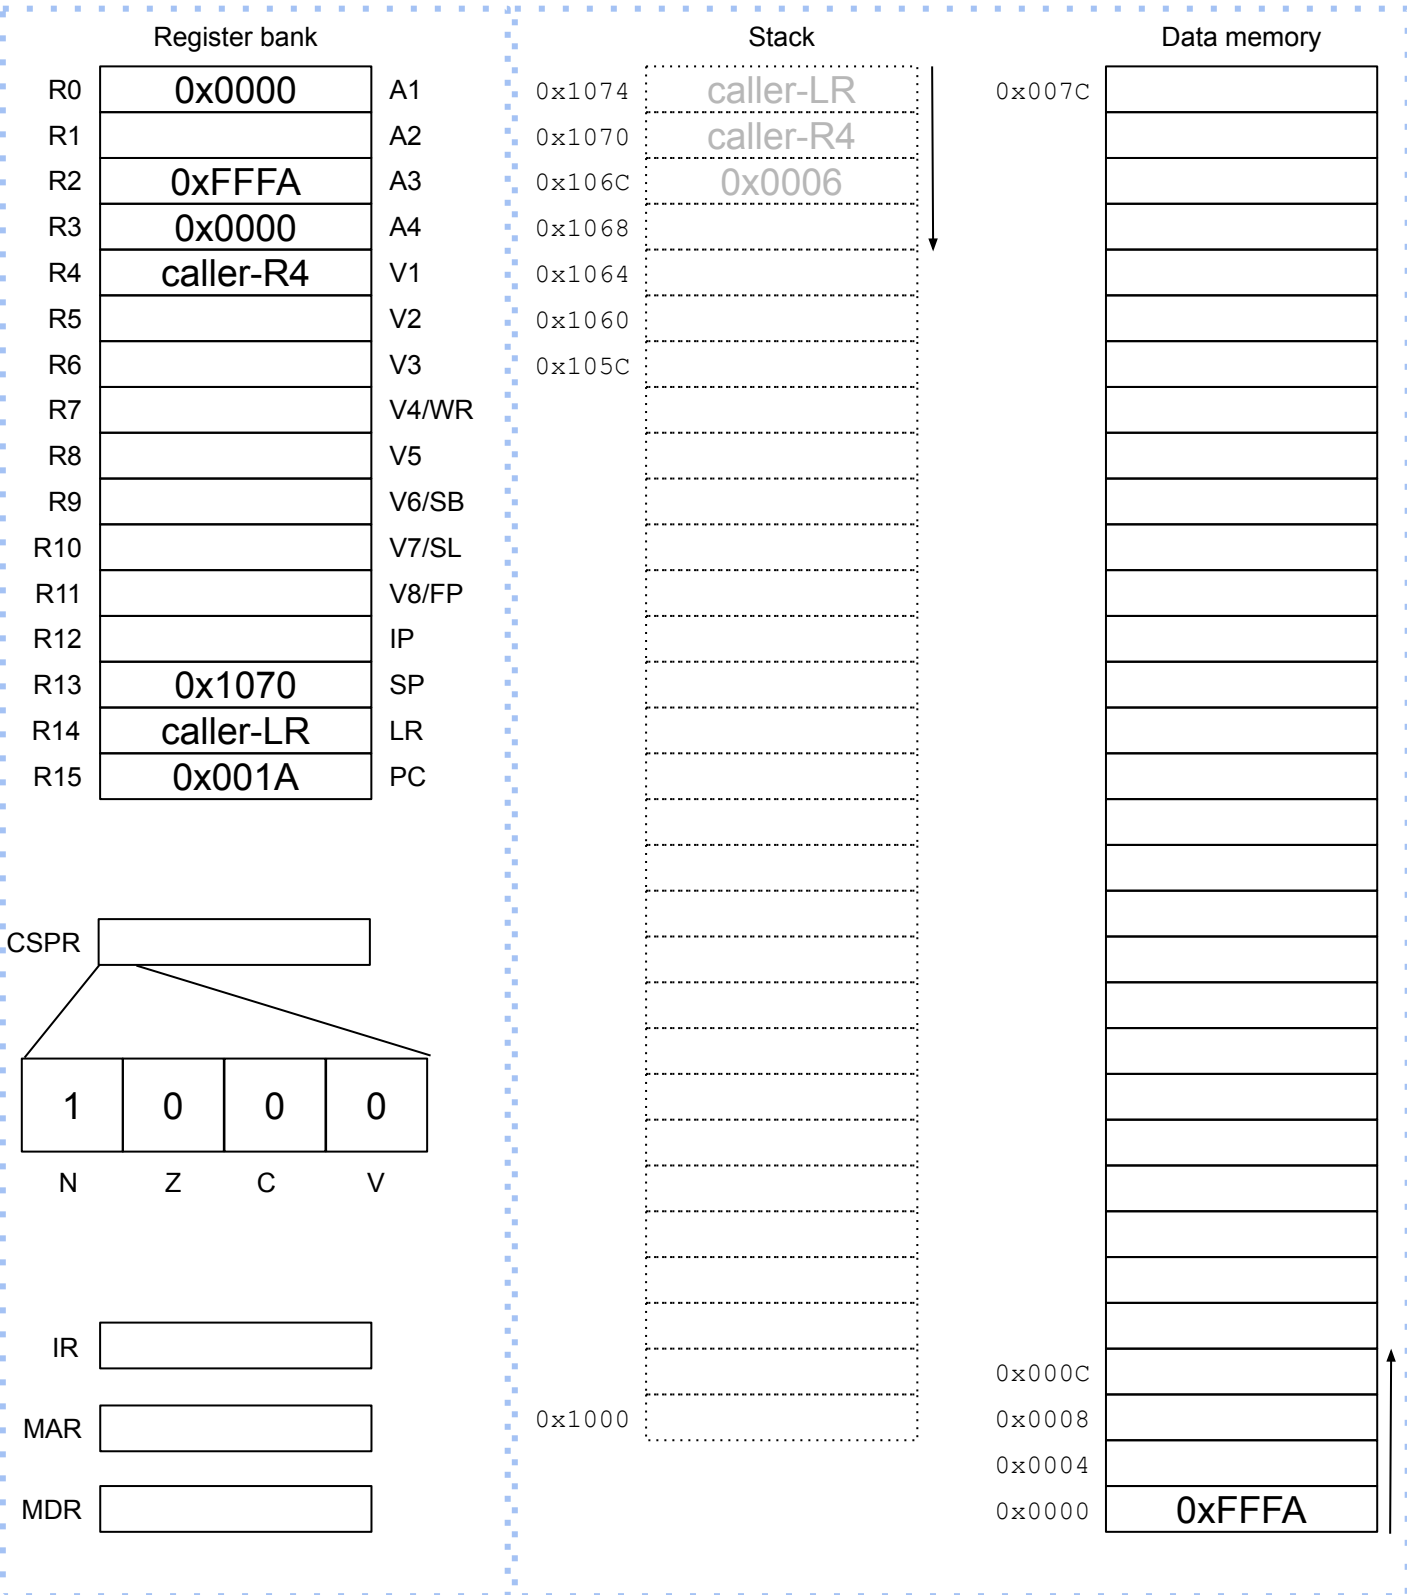 Register bank
R0 0x0000 A1
R1 A2
R2 0xFFFA A3
R3 0x0000 A4
R4 caller-R4 V1
R5 V2
R6 V3
R7 V4/WR
R8 V5
R9 V6/SB
R10 V7/SL
R11 V8/FP
R12 IP
R13 0x1070 SP
R14 caller-LR LR
R15 0x001A PC
CSPR
1 0 0 0
N Z C V
IR
MAR
MDR
Stack
0x1074 caller-LR
0x1070 caller-R4
0x106C 0x0006
0x1068
0x1064
0x1060
0x105C
0x1000
Data memory
0x007C
0x000C
0x0008
0x0004
0x0000 0xFFFA